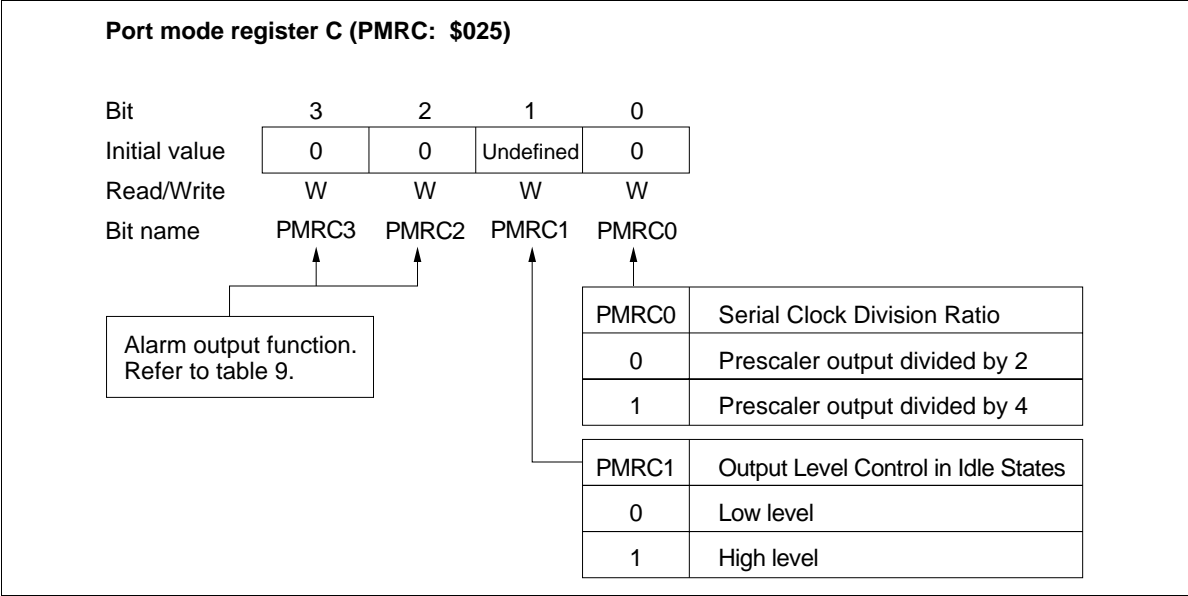 Port mode register C (PMRC: $025)
Bit 3 2 1 0
Initial value 0 0 Undefined 0
Read/Write W W W W
Bit name PMRC3 PMRC2 PMRC1 PMRC0
Alarm output function.
Refer to table 9.
PMRC0 Serial Clock Division Ratio
0 Prescaler output divided by 2
1 Prescaler output divided by 4
PMRC1 Output Level Control in Idle States
0 Low level
1 High level